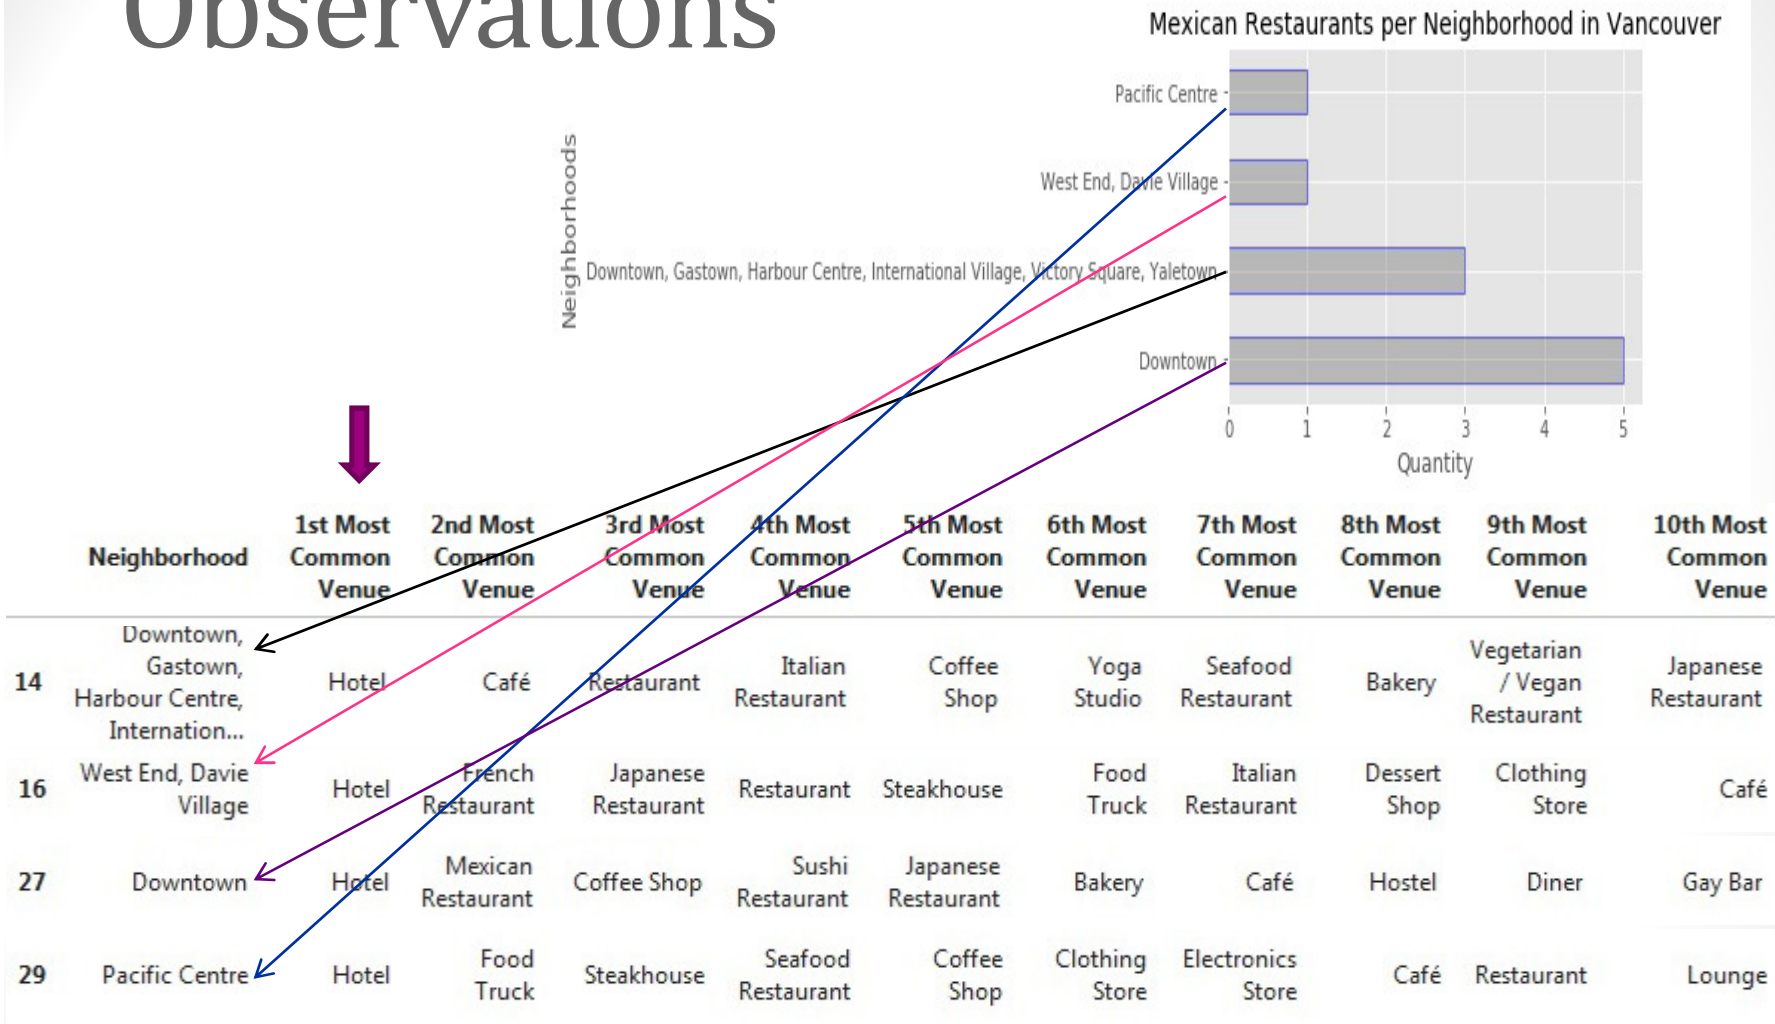 Observations
Mexican Restaurants per Neighborhood in Vancouver
Neighborhoods
Pacific Centre
West End, Davie Village
Downtown, Gastown, Harbour Centre, International Village, Victory Square, Yaletown
Downtown
0 1 2 3 4 5
Quantity
1st Most 2nd Most 3rd Most 4th Most 5th Most 6th Most 7th Most 8th Most 9th Most 10th Most
Neighborhood Common Common Common Common Common Common Common Common Common Common
Venue Venue Venue Venue Venue Venue Venue Venue Venue Venue
Downtown,
Gastown,
Harbour Centre,
Internation...
14 Hotel Café Restaurant Italian Restaurant Coffee Shop Yoga Studio Seafood Restaurant Bakery Vegetarian / Vegan Restaurant Japanese Restaurant
West End, Davie
Village
16 Hotel French Restaurant Japanese Restaurant Restaurant Steakhouse Food Truck Italian Restaurant Dessert Shop Clothing Store Café
27 Downtown Hotel Mexican Restaurant Coffee Shop Sushi Restaurant Japanese Restaurant Bakery Café Hostel Diner Gay Bar
29 Pacific Centre Hotel Food Truck Steakhouse Seafood Restaurant Coffee Shop Clothing Store Electronics Store Café Restaurant Lounge